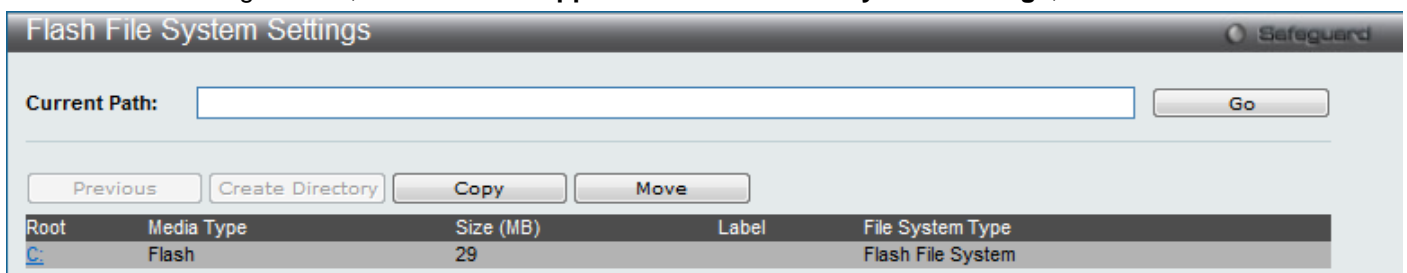 Flash File System Settings
Safeguard
Current Path:
Go
Previous Create Directory Copy Move
Root Media Type Size (MB) Label File System Type
C: Flash 29 Flash File System